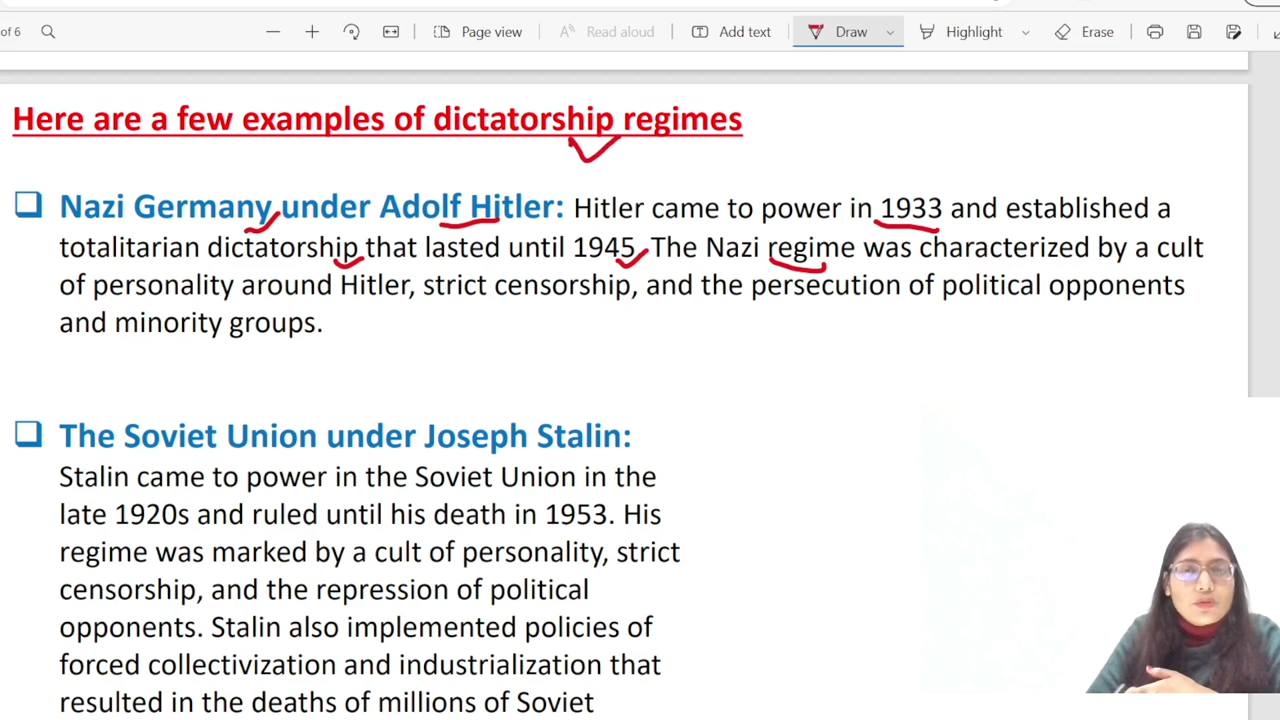 of 6
Page view
Read aloud
Add text
Draw
Highlight
Erase
Here are a few examples of dictatorship regimes
Nazi Germany under Adolf Hitler: Hitler came to power in 1933 and established a
totalitarian dictatorship that lasted until 1945. The Nazi regime was characterized by a cult
of personality around Hitler, strict censorship, and the persecution of political opponents
and minority groups.
The Soviet Union under Joseph Stalin:
Stalin came to power in the Soviet Union in the
late 1920s and ruled until his death in 1953. His
regime was marked by a cult of personality, strict
censorship, and the repression of political
opponents. Stalin also implemented policies of
forced collectivization and industrialization that
resulted in the deaths of millions of Soviet